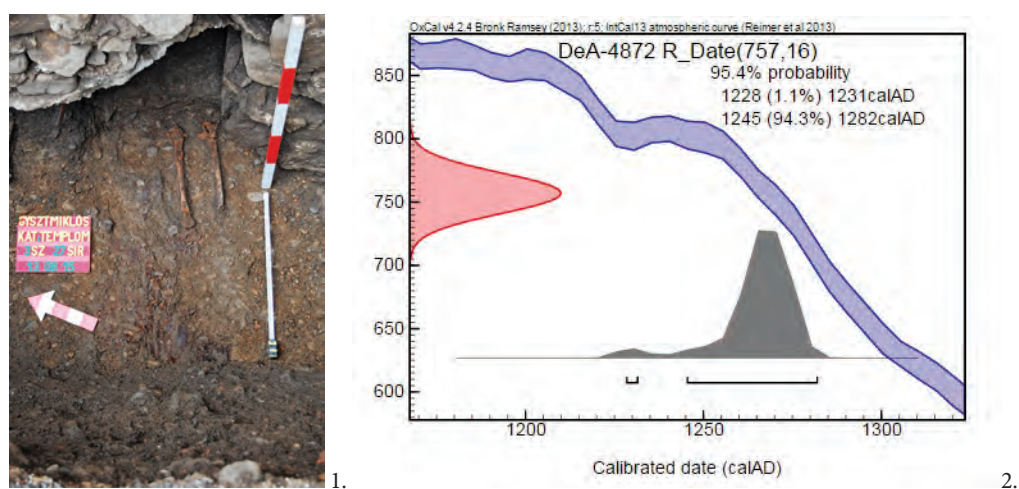 GYSZTMIKLÓS
KAT.TEMPLOM
SZ SÍR
1.
OxCal v4.2.4 Bronk Ramsey (2013); r:5; IntCal13 atmospheric curve (Reimer et al 2013)
DeA-4872 R_Date(757,16)
95.4% probability
1228 (1.1%) 1231calAD
1245 (94.3%) 1282calAD
850
800
750
700
650
600
1200 1250 1300
Calibrated date (calAD)
2.